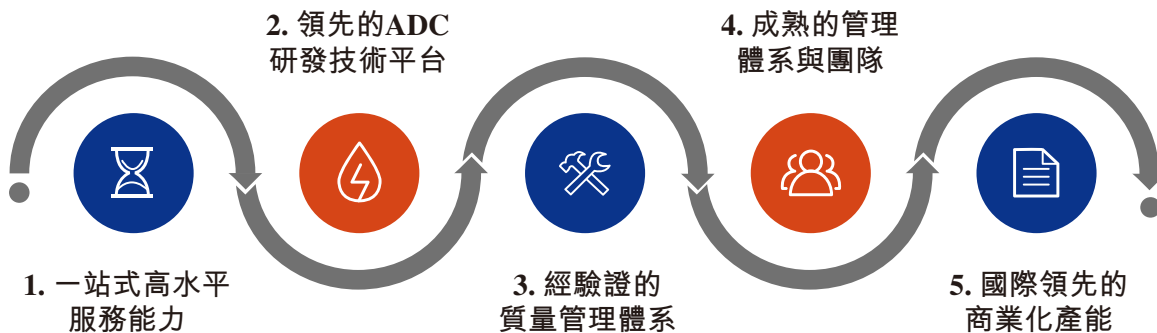 1. 一站式高水平
服務能力
2. 領先的ADC
研發技術平台
3. 經驗證的
質量管理體系
4. 成熟的管理
體系與團隊
5. 國際領先的
商業化產能